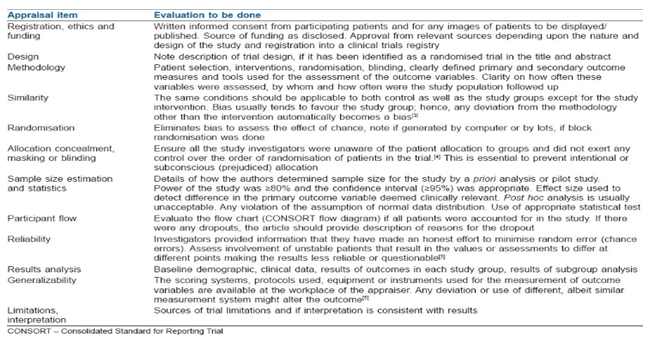 Appraisal item Evaluation to be done
Registration, ethics and Written informed consent from participating patients and for any images of patients to be displayed/
funding published. Source of funding as disclosed. Approval from relevant sources depending upon the nature and
design of the study and registration into a clinical trials registry
Design Note description of trial design, if it has been identified as a randomised trial in the title and abstract
Methodology Patient selection, interventions, randomisation, blinding, clearly defined primary and secondary outcome
measures and tools used for the assessment of the outcome variables. Clarity on how often these
variables were assessed, by whom and how often were the study population followed up
Similarity The same conditions should be applicable to both control as well as the study groups except for the study
intervention. Bias usually tends to favour the study group; hence, any deviation from the methodology
other than the intervention automatically becomes a bias[3]
Randomisation Eliminates bias to assess the effect of chance, note if generated by computer or by lots, if block
randomisation was done
Allocation concealment, Ensure all the study investigators were unaware of the patient allocation to groups and did not exert any
masking or blinding control over the order of randomisation of patients in the trial.[4] This is essential to prevent intentional or
subconscious (prejudiced) allocation
Sample size estimation Details of how the authors determined sample size for the study by a priori analysis or pilot study.
and statistics Power of the study was ≥80% and the confidence interval (≥95%) was appropriate. Effect size used to
detect difference in the primary outcome variable deemed clinically relevant. Post hoc analysis is usually
unacceptable. Any violation of the assumption of normal data distribution. Use of appropriate statistical test
Participant flow Evaluate the flow chart (CONSORT flow diagram) if all patients were accounted for in the study. If there
were any dropouts, the article should provide description of reasons for the dropout
Reliability Investigators provided information that they have made an honest effort to minimise random error (chance
errors). Assess involvement of unstable patients that result in the values or assessments to differ at
different points making the results less reliable or questionable[5]
Results analysis Baseline demographic, clinical data, results of outcomes in each study group, results of subgroup analysis
Generalizability The scoring systems, protocols used, equipment or instruments used for the measurement of outcome
variables are available at the workplace of the appraiser. Any deviation or use of different, albeit similar
measurement system might alter the outcome[5]
Limitations, Sources of trial limitations and if interpretation is consistent with results
interpretation
CONSORT – Consolidated Standard for Reporting Trial